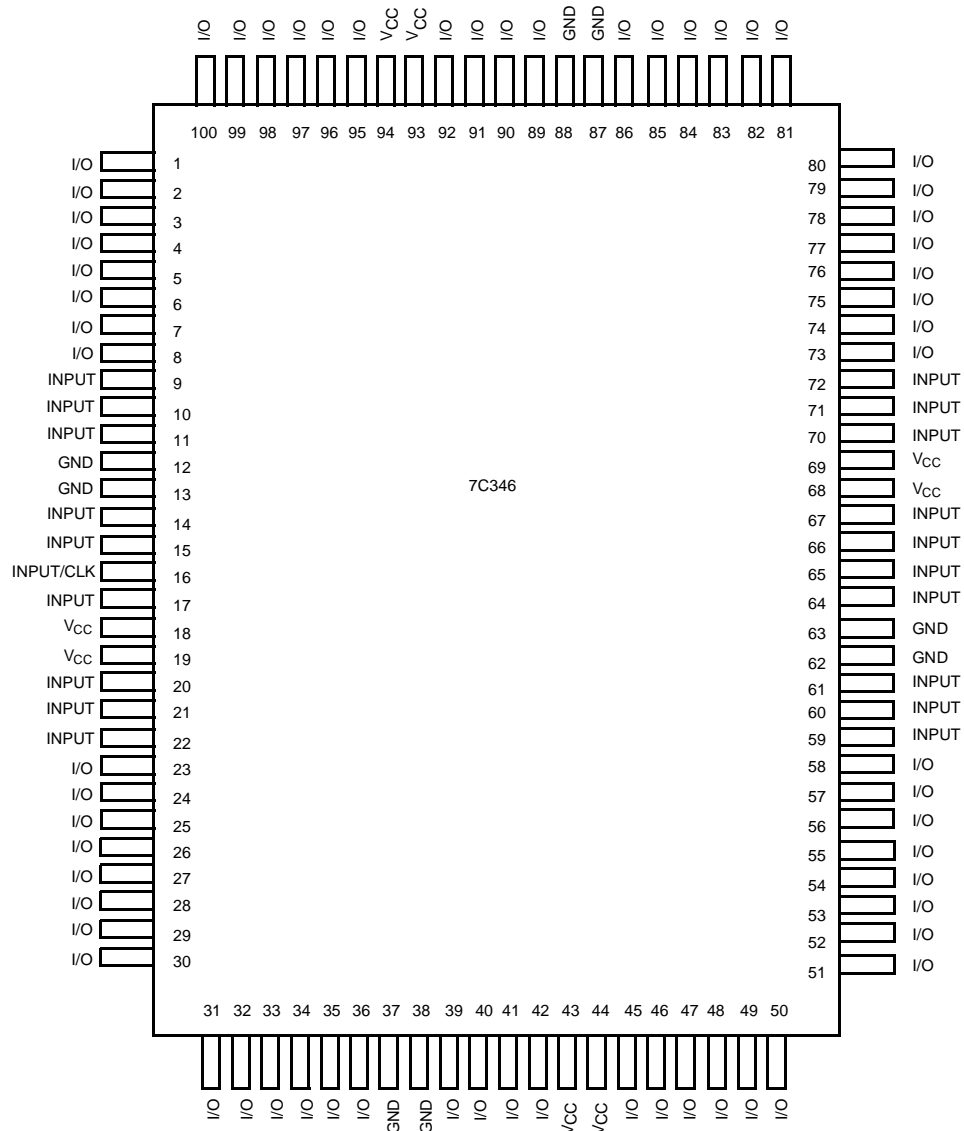 I/O I/O I/O I/O I/O I/O VCC VCC I/O I/O I/O I/O GND GND I/O I/O I/O I/O I/O I/O
100 99 98 97 96 95 94 93 92 91 90 89 88 87 86 85 84 83 82 81
I/O 1 80 I/O
I/O 2 79 I/O
I/O 3 78 I/O
I/O 4 77 I/O
I/O 5 76 I/O
I/O 6 75 I/O
I/O 7 74 I/O
I/O 8 73 I/O
INPUT 9 72 INPUT
INPUT 10 71 INPUT
INPUT 11 70 INPUT
GND 12 69 VCC
GND 13 7C346 68 VCC
INPUT 14 67 INPUT
INPUT 15 66 INPUT
INPUT/CLK 16 65 INPUT
INPUT 17 64 INPUT
VCC 18 63 GND
VCC 19 62 GND
INPUT 20 61 INPUT
INPUT 21 60 INPUT
INPUT 22 59 INPUT
I/O 23 58 I/O
I/O 24 57 I/O
I/O 25 56 I/O
I/O 26 55 I/O
I/O 27 54 I/O
I/O 28 53 I/O
I/O 29 52 I/O
I/O 30 51 I/O
31 32 33 34 35 36 37 38 39 40 41 42 43 44 45 46 47 48 49 50
I/O I/O I/O I/O I/O I/O GND GND I/O I/O I/O I/O VCC VCC I/O I/O I/O I/O I/O I/O